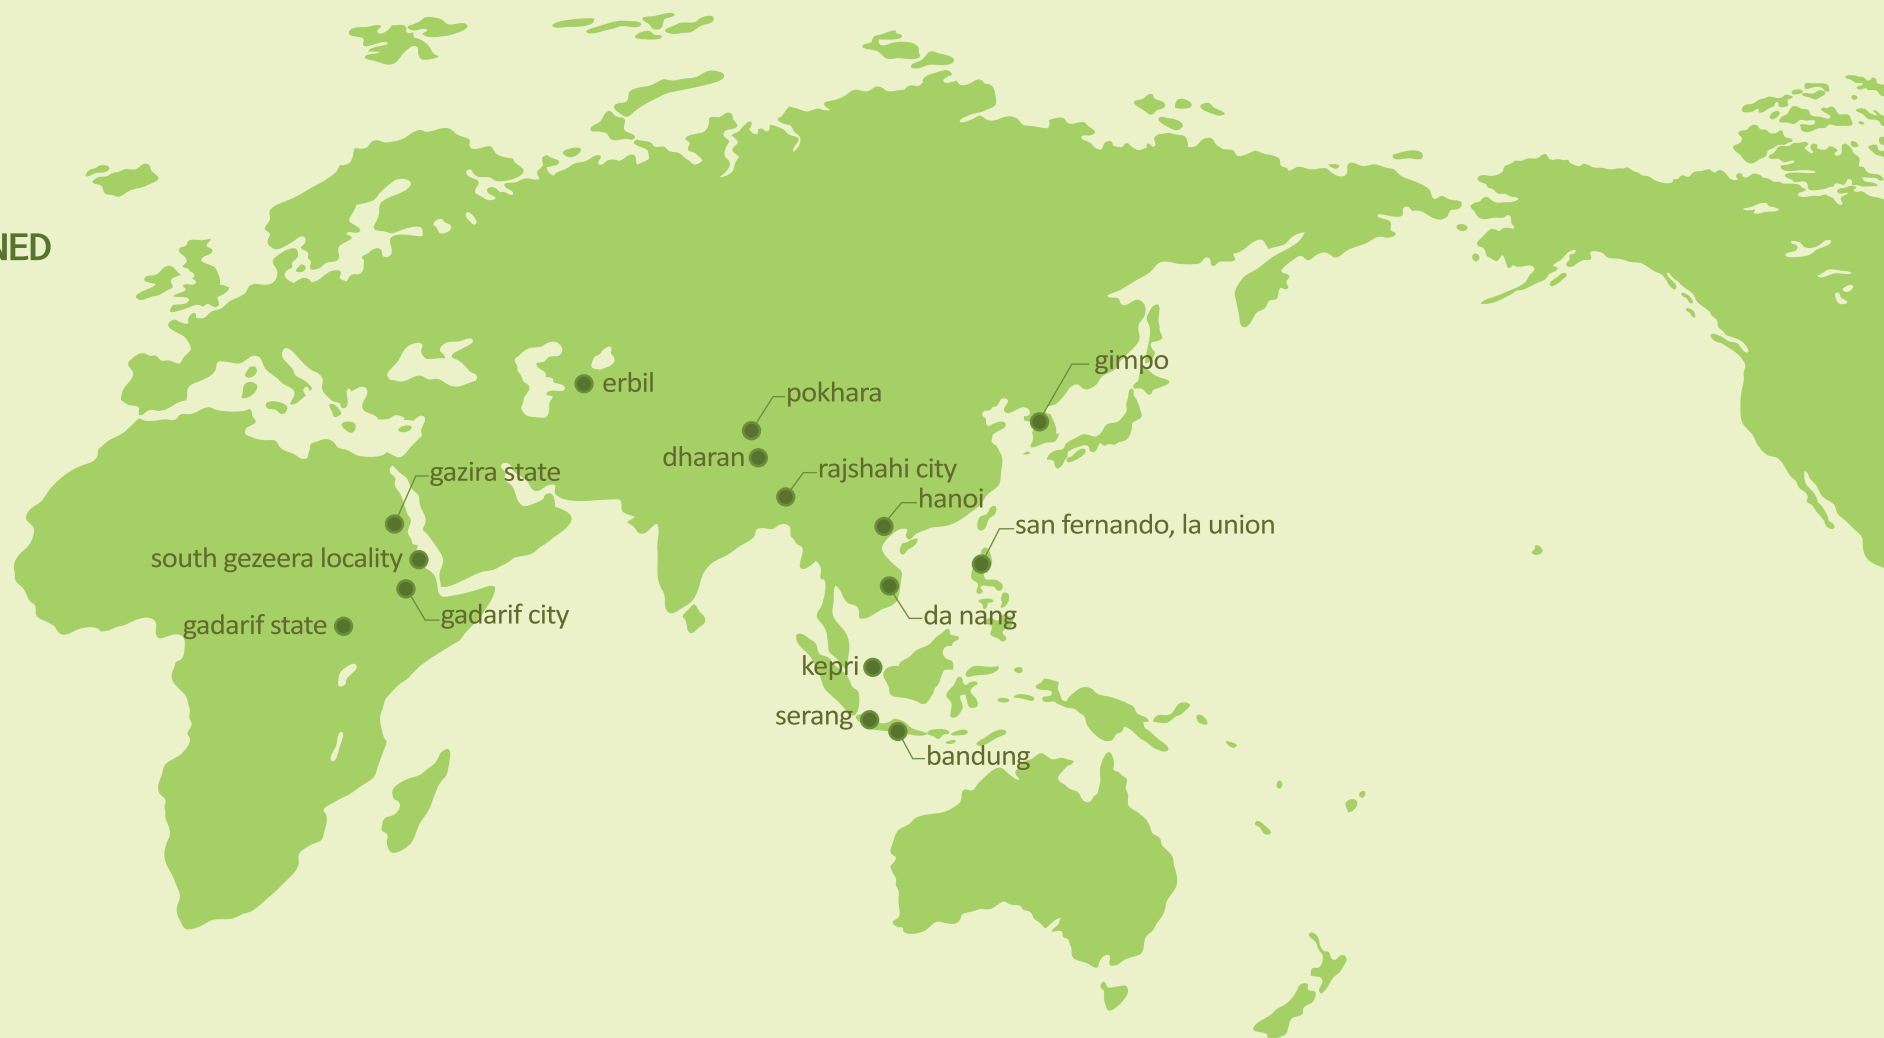 NED
gimpo
erbil
pokhara
dharan
rajshahi city
gazira state
hanoi
san fernando, la union
south gezeera locality
gadarif city
da nang
gadarif state
kepri
serang
bandung